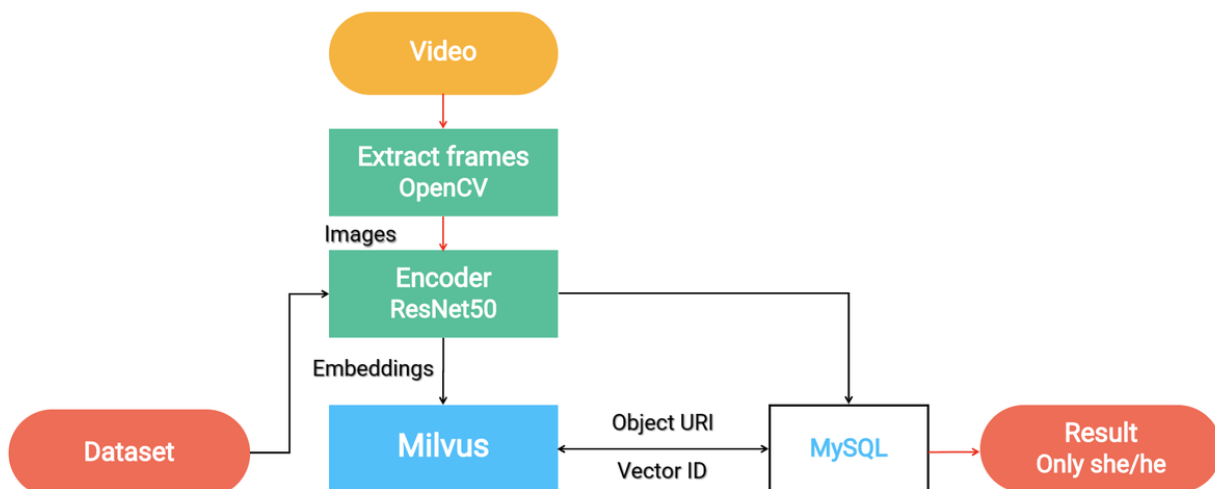 Video
Extract frames
OpenCV
Images
Encoder
ResNet50
Embeddings
Dataset
Milvus
Object URI
Vector ID
MySQL
Result
Only she/he